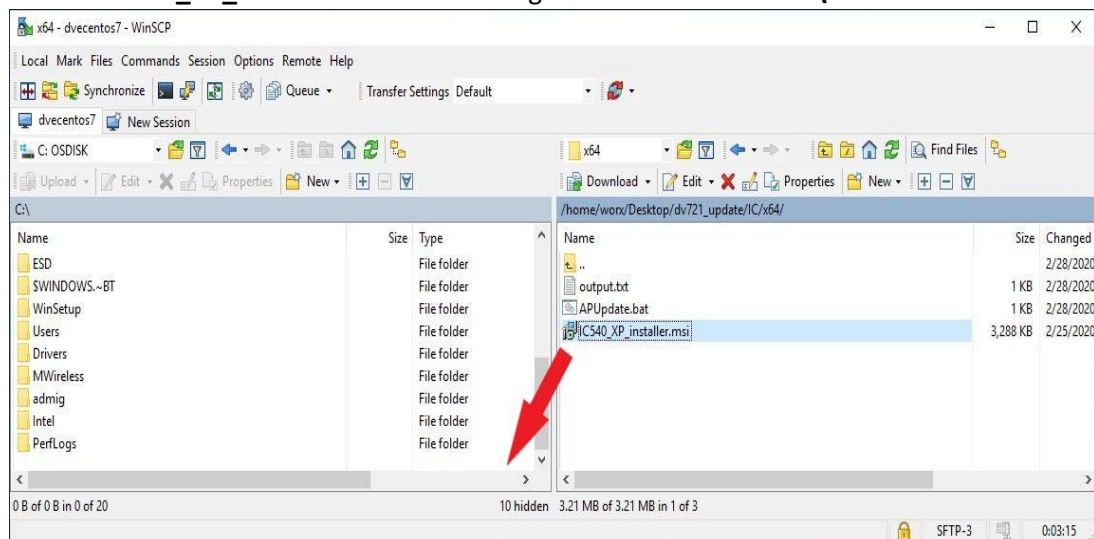 x64 - dvecentos7 - WinSCP
Local Mark Files Commands Session Options Remote Help
Synchronize Queue Transfer Settings Default
dvecentos7 New Session
C: OSDISK x64 Find Files
Upload Edit Properties New Download Edit Properties New
C:\ /home/worx/Desktop/dv721_update/IC/x64/
Name Size Type Name Size Changed
ESD File folder .. 2/28/2020
$WINDOWS.~BT File folder output.txt 1 KB 2/28/2020
WinSetup File folder APUpdate.bat 1 KB 2/28/2020
Users File folder IC540_XP_installer.msi 3,288 KB 2/25/2020
Drivers File folder
MWireless File folder
admig File folder
Intel File folder
PerfLogs File folder
0 B of 0 B in 0 of 20 10 hidden 3.21 MB of 3.21 MB in 1 of 3
SFTP-3 0:03:15